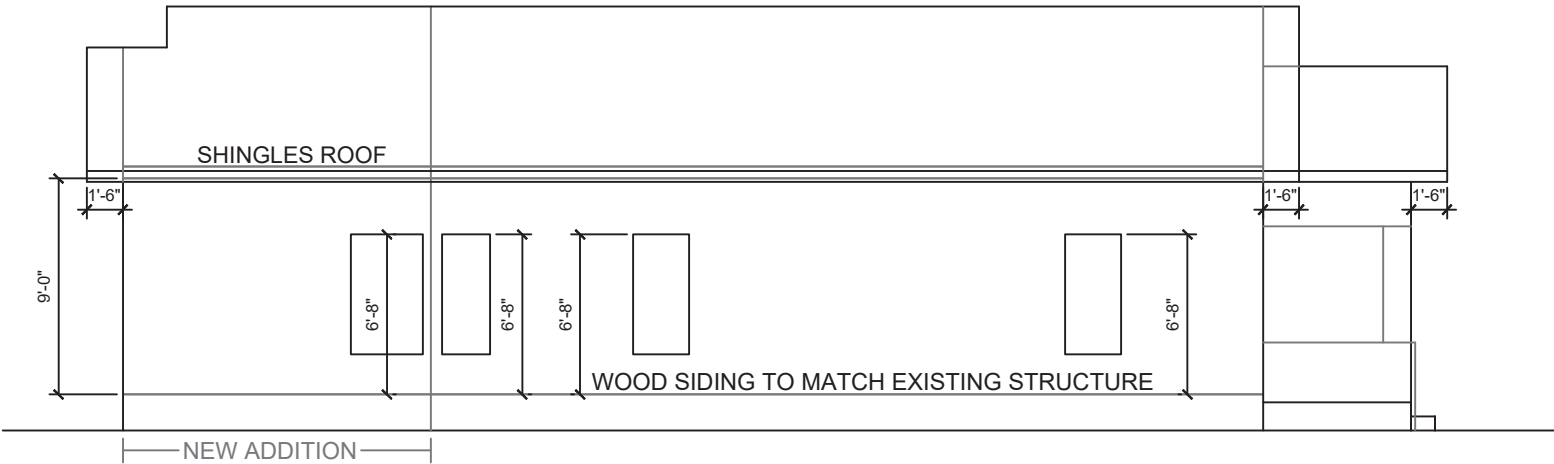 SHINGLES ROOF
1'-6"
1'-6"
1'-6"
9'-0"
6'-8"
6'-8"
6'-8"
6'-8"
WOOD SIDING TO MATCH EXISTING STRUCTURE
NEW ADDITION